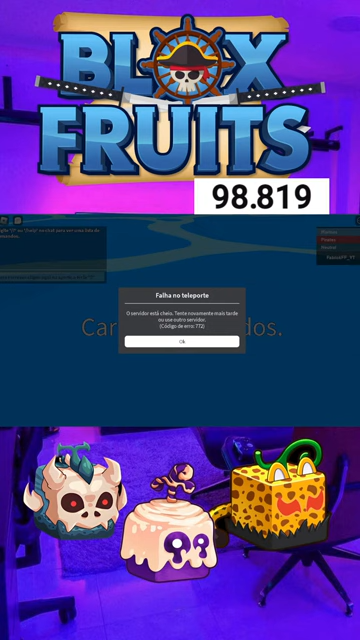 BLOX
FRUITS
98.819
Falha no teleporte
O servidor está cheio. Tente novamente mais tarde
ou use outro servidor.
(Código de erro: 772)
Ok
Car
dos.